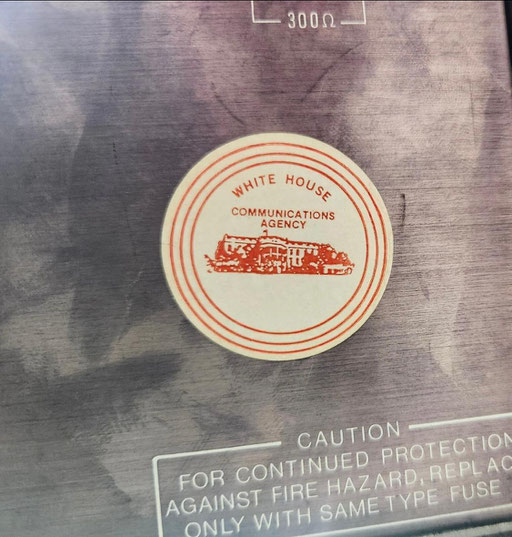 300Ω
WHITE HOUSE
COMMUNICATIONS
AGENCY
CAUTION
FOR CONTINUED PROTECTION
AGAINST FIRE HAZARD, REPLAC
ONLY WITH SAME TYPE FUSE